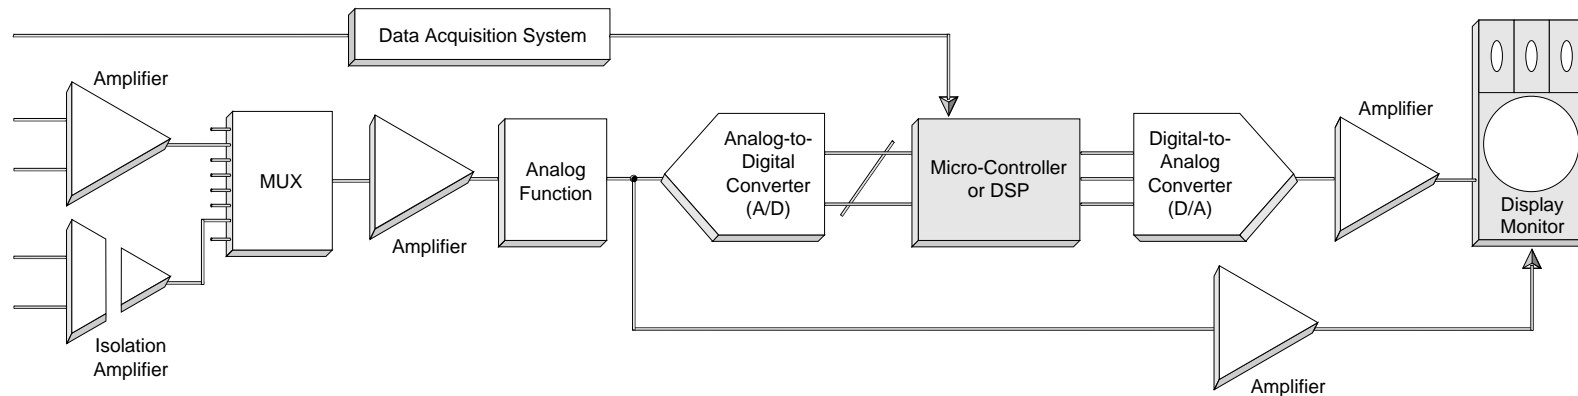 Data Acquisition System
Amplifier
MUX
Isolation
Amplifier
Amplifier
Analog
Function
Analog-to-
Digital
Converter
(A/D)
Micro-Controller
or DSP
Digital-to-
Analog
Converter
(D/A)
Amplifier
Display
Monitor
Amplifier